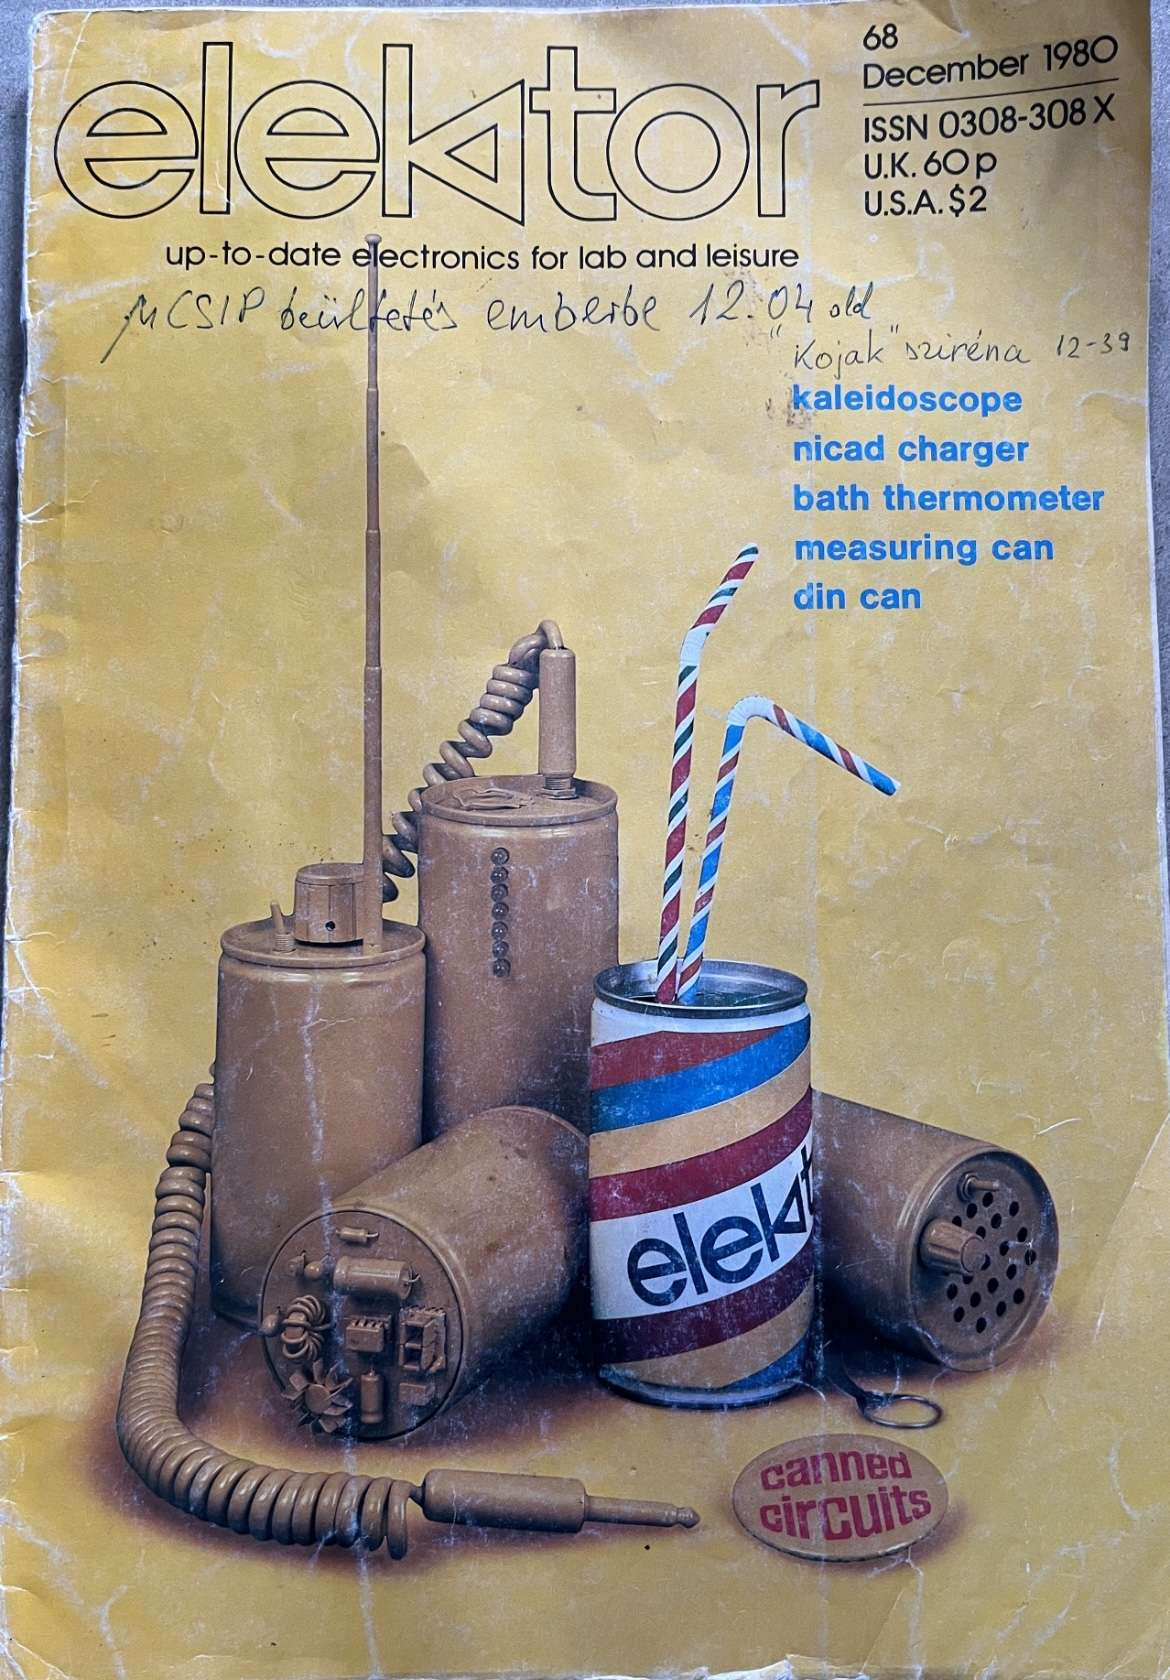 elektor
68
December 1980
ISSN 0308-308 X
U.K. 60p
U.S.A. $2
up-to-date electronics for lab and leisure
µCSIP beültetés emberbe 12.04 old
"Kojak" sziréna 12-39
kaleidoscope
nicad charger
bath thermometer
measuring can
din can
elekt
canned
circuits